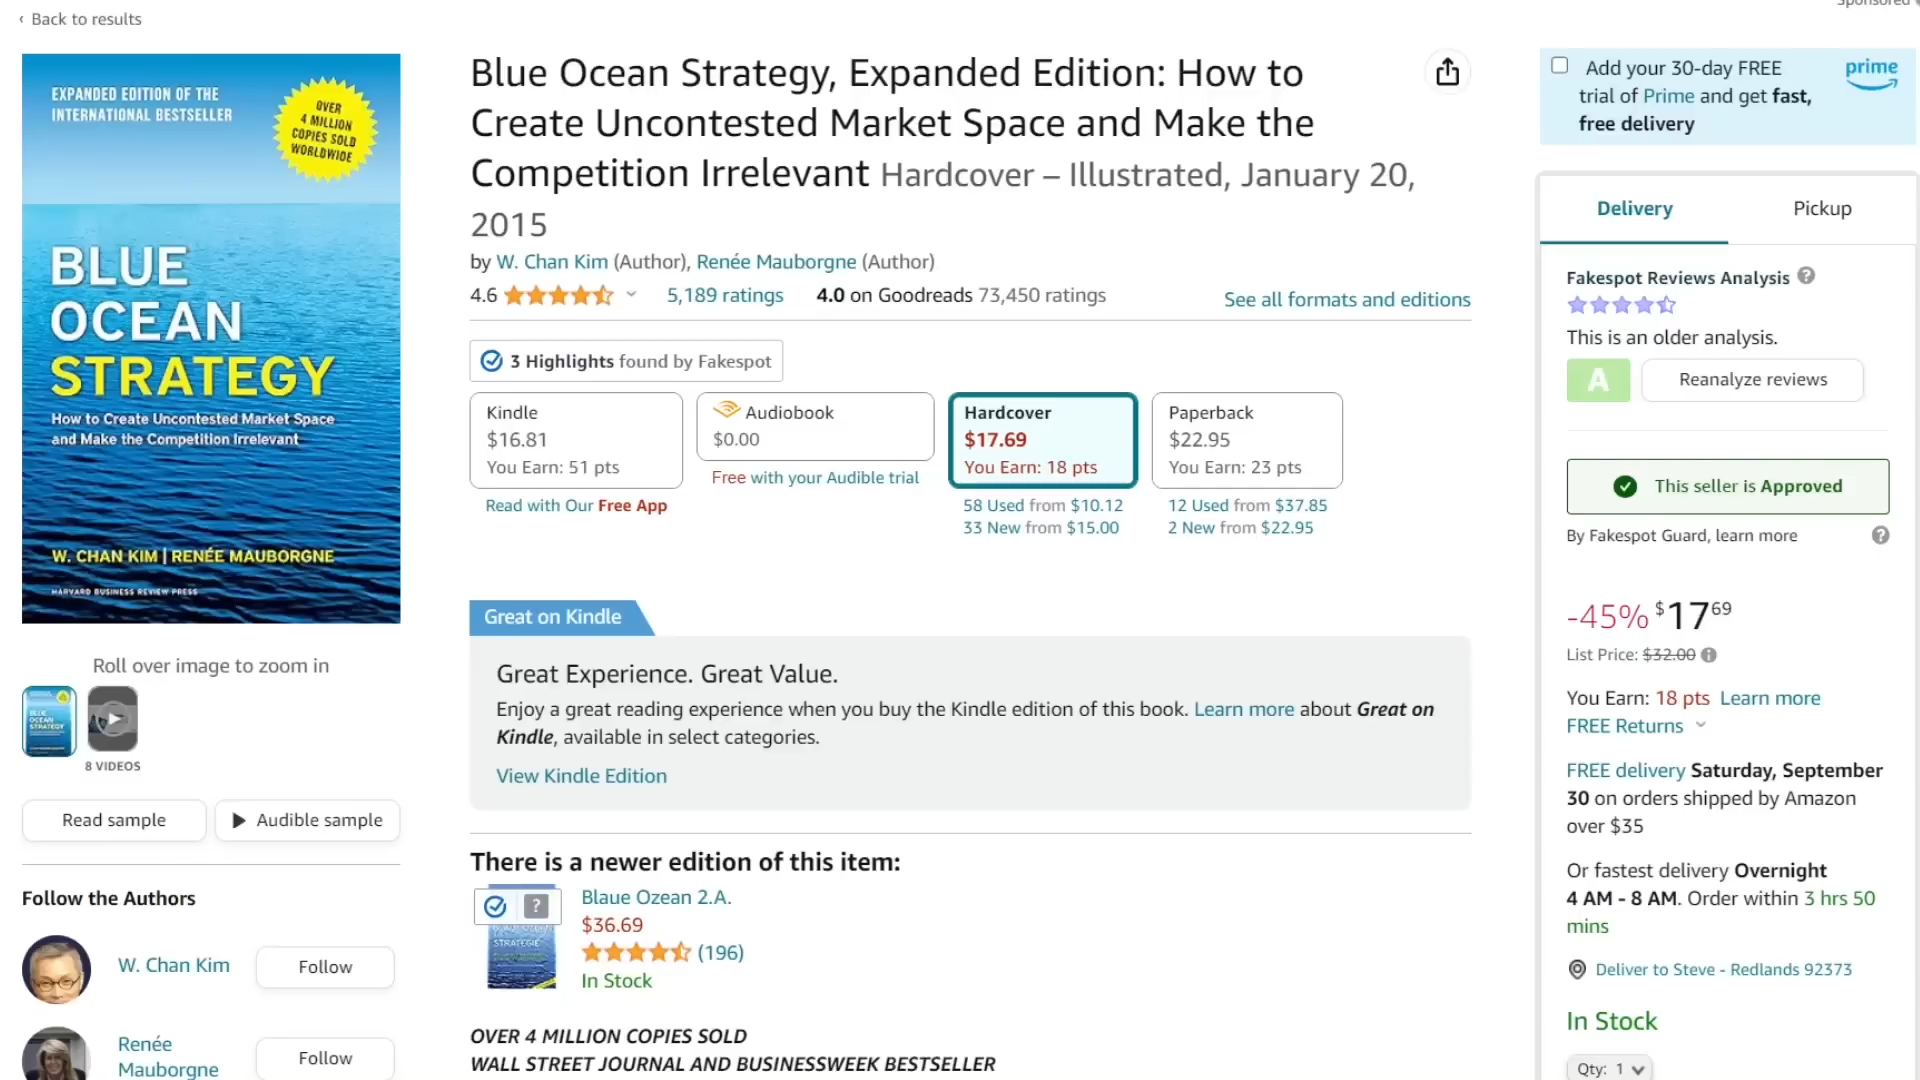 ‹ Back to results
EXPANDED EDITION OF THE
INTERNATIONAL BESTSELLER
OVER
4 MILLION
COPIES SOLD
WORLDWIDE
BLUE
OCEAN
STRATEGY
How to Create Uncontested Market Space
and Make the Competition Irrelevant
W. CHAN KIM | RENÉE MAUBORGNE
HARVARD BUSINESS REVIEW PRESS
Roll over image to zoom in
8 VIDEOS
Read sample
Audible sample
Follow the Authors
W. Chan Kim
Follow
Renée
Mauborgne
Follow
Blue Ocean Strategy, Expanded Edition: How to
Create Uncontested Market Space and Make the
Competition Irrelevant Hardcover – Illustrated, January 20,
2015
by W. Chan Kim (Author), Renée Mauborgne (Author)
4.6 5,189 ratings 4.0 on Goodreads 73,450 ratings
See all formats and editions
3 Highlights found by Fakespot
Kindle
$16.81
You Earn: 51 pts
Read with Our Free App
Audiobook
$0.00
Free with your Audible trial
Hardcover
$17.69
You Earn: 18 pts
58 Used from $10.12
33 New from $15.00
Paperback
$22.95
You Earn: 23 pts
12 Used from $37.85
2 New from $22.95
Great on Kindle
Great Experience. Great Value.
Enjoy a great reading experience when you buy the Kindle edition of this book. Learn more about Great on
Kindle, available in select categories.
View Kindle Edition
There is a newer edition of this item:
?
STRATEGIE
Blaue Ozean 2.A.
$36.69
(196)
In Stock
OVER 4 MILLION COPIES SOLD
WALL STREET JOURNAL AND BUSINESSWEEK BESTSELLER
Sponsored
Add your 30-day FREE
trial of Prime and get fast,
free delivery
prime
Delivery
Pickup
Fakespot Reviews Analysis ?
This is an older analysis.
A
Reanalyze reviews
This seller is Approved
By Fakespot Guard, learn more ?
-45% $17 69
List Price: $32.00
You Earn: 18 pts Learn more
FREE Returns
FREE delivery Saturday, September
30 on orders shipped by Amazon
over $35
Or fastest delivery Overnight
4 AM - 8 AM. Order within 3 hrs 50
mins
Deliver to Steve - Redlands 92373
In Stock
Qty: 1